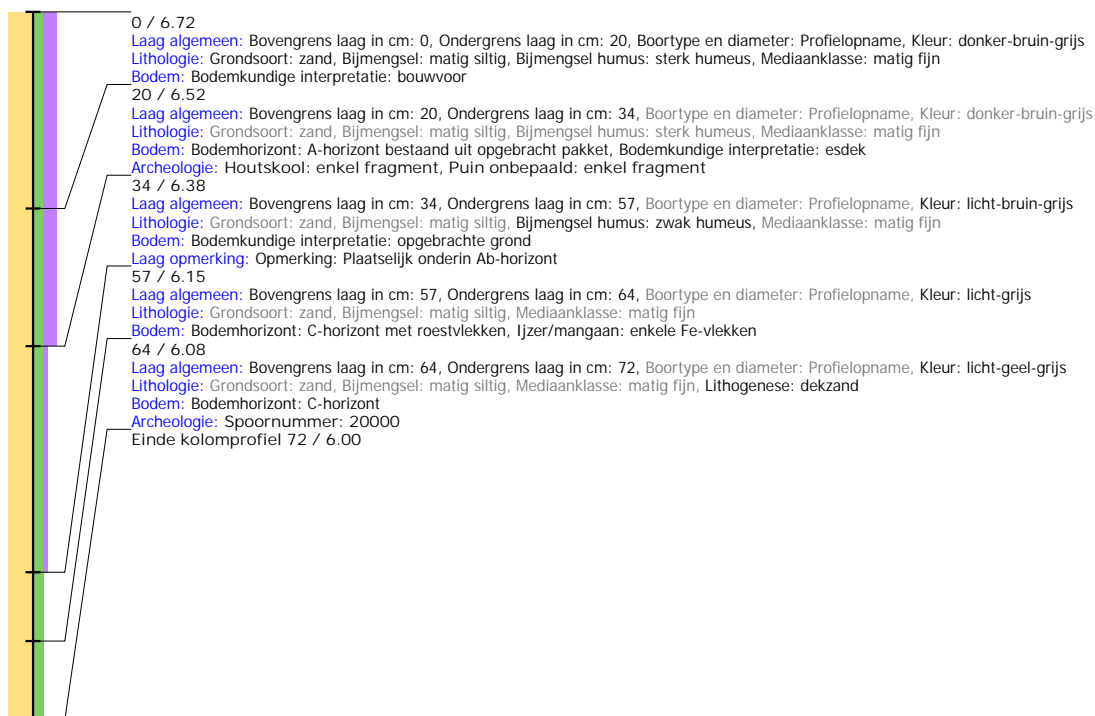 0 / 6.72
Laag algemeen: Bovengrens laag in cm: 0, Ondergrens laag in cm: 20, Boortype en diameter: Profielopname, Kleur: donker-bruin-grijs
Lithologie: Grondsoort: zand, Bijmengsel: matig siltig, Bijmengsel humus: sterk humeus, Mediaanklasse: matig fijn
Bodem: Bodemkundige interpretatie: bouwvoor
20 / 6.52
Laag algemeen: Bovengrens laag in cm: 20, Ondergrens laag in cm: 34, Boortype en diameter: Profielopname, Kleur: donker-bruin-grijs
Lithologie: Grondsoort: zand, Bijmengsel: matig siltig, Bijmengsel humus: sterk humeus, Mediaanklasse: matig fijn
Bodem: Bodemhorizont: A-horizont bestaand uit opgebracht pakket, Bodemkundige interpretatie: esdek
Archeologie: Houtskool: enkel fragment, Puin onbepaald: enkel fragment
34 / 6.38
Laag algemeen: Bovengrens laag in cm: 34, Ondergrens laag in cm: 57, Boortype en diameter: Profielopname, Kleur: licht-bruin-grijs
Lithologie: Grondsoort: zand, Bijmengsel: matig siltig, Bijmengsel humus: zwak humeus, Mediaanklasse: matig fijn
Bodem: Bodemkundige interpretatie: opgebrachte grond
Laag opmerking: Opmerking: Plaatselijk onderin Ab-horizont
57 / 6.15
Laag algemeen: Bovengrens laag in cm: 57, Ondergrens laag in cm: 64, Boortype en diameter: Profielopname, Kleur: licht-grijs
Lithologie: Grondsoort: zand, Bijmengsel: matig siltig, Mediaanklasse: matig fijn
Bodem: Bodemhorizont: C-horizont met roestvlekken, Ijzer/mangaan: enkele Fe-vlekken
64 / 6.08
Laag algemeen: Bovengrens laag in cm: 64, Ondergrens laag in cm: 72, Boortype en diameter: Profielopname, Kleur: licht-geel-grijs
Lithologie: Grondsoort: zand, Bijmengsel: matig siltig, Mediaanklasse: matig fijn, Lithogenese: dekzand
Bodem: Bodemhorizont: C-horizont
Archeologie: Spoornummer: 20000
Einde kolomprofiel 72 / 6.00